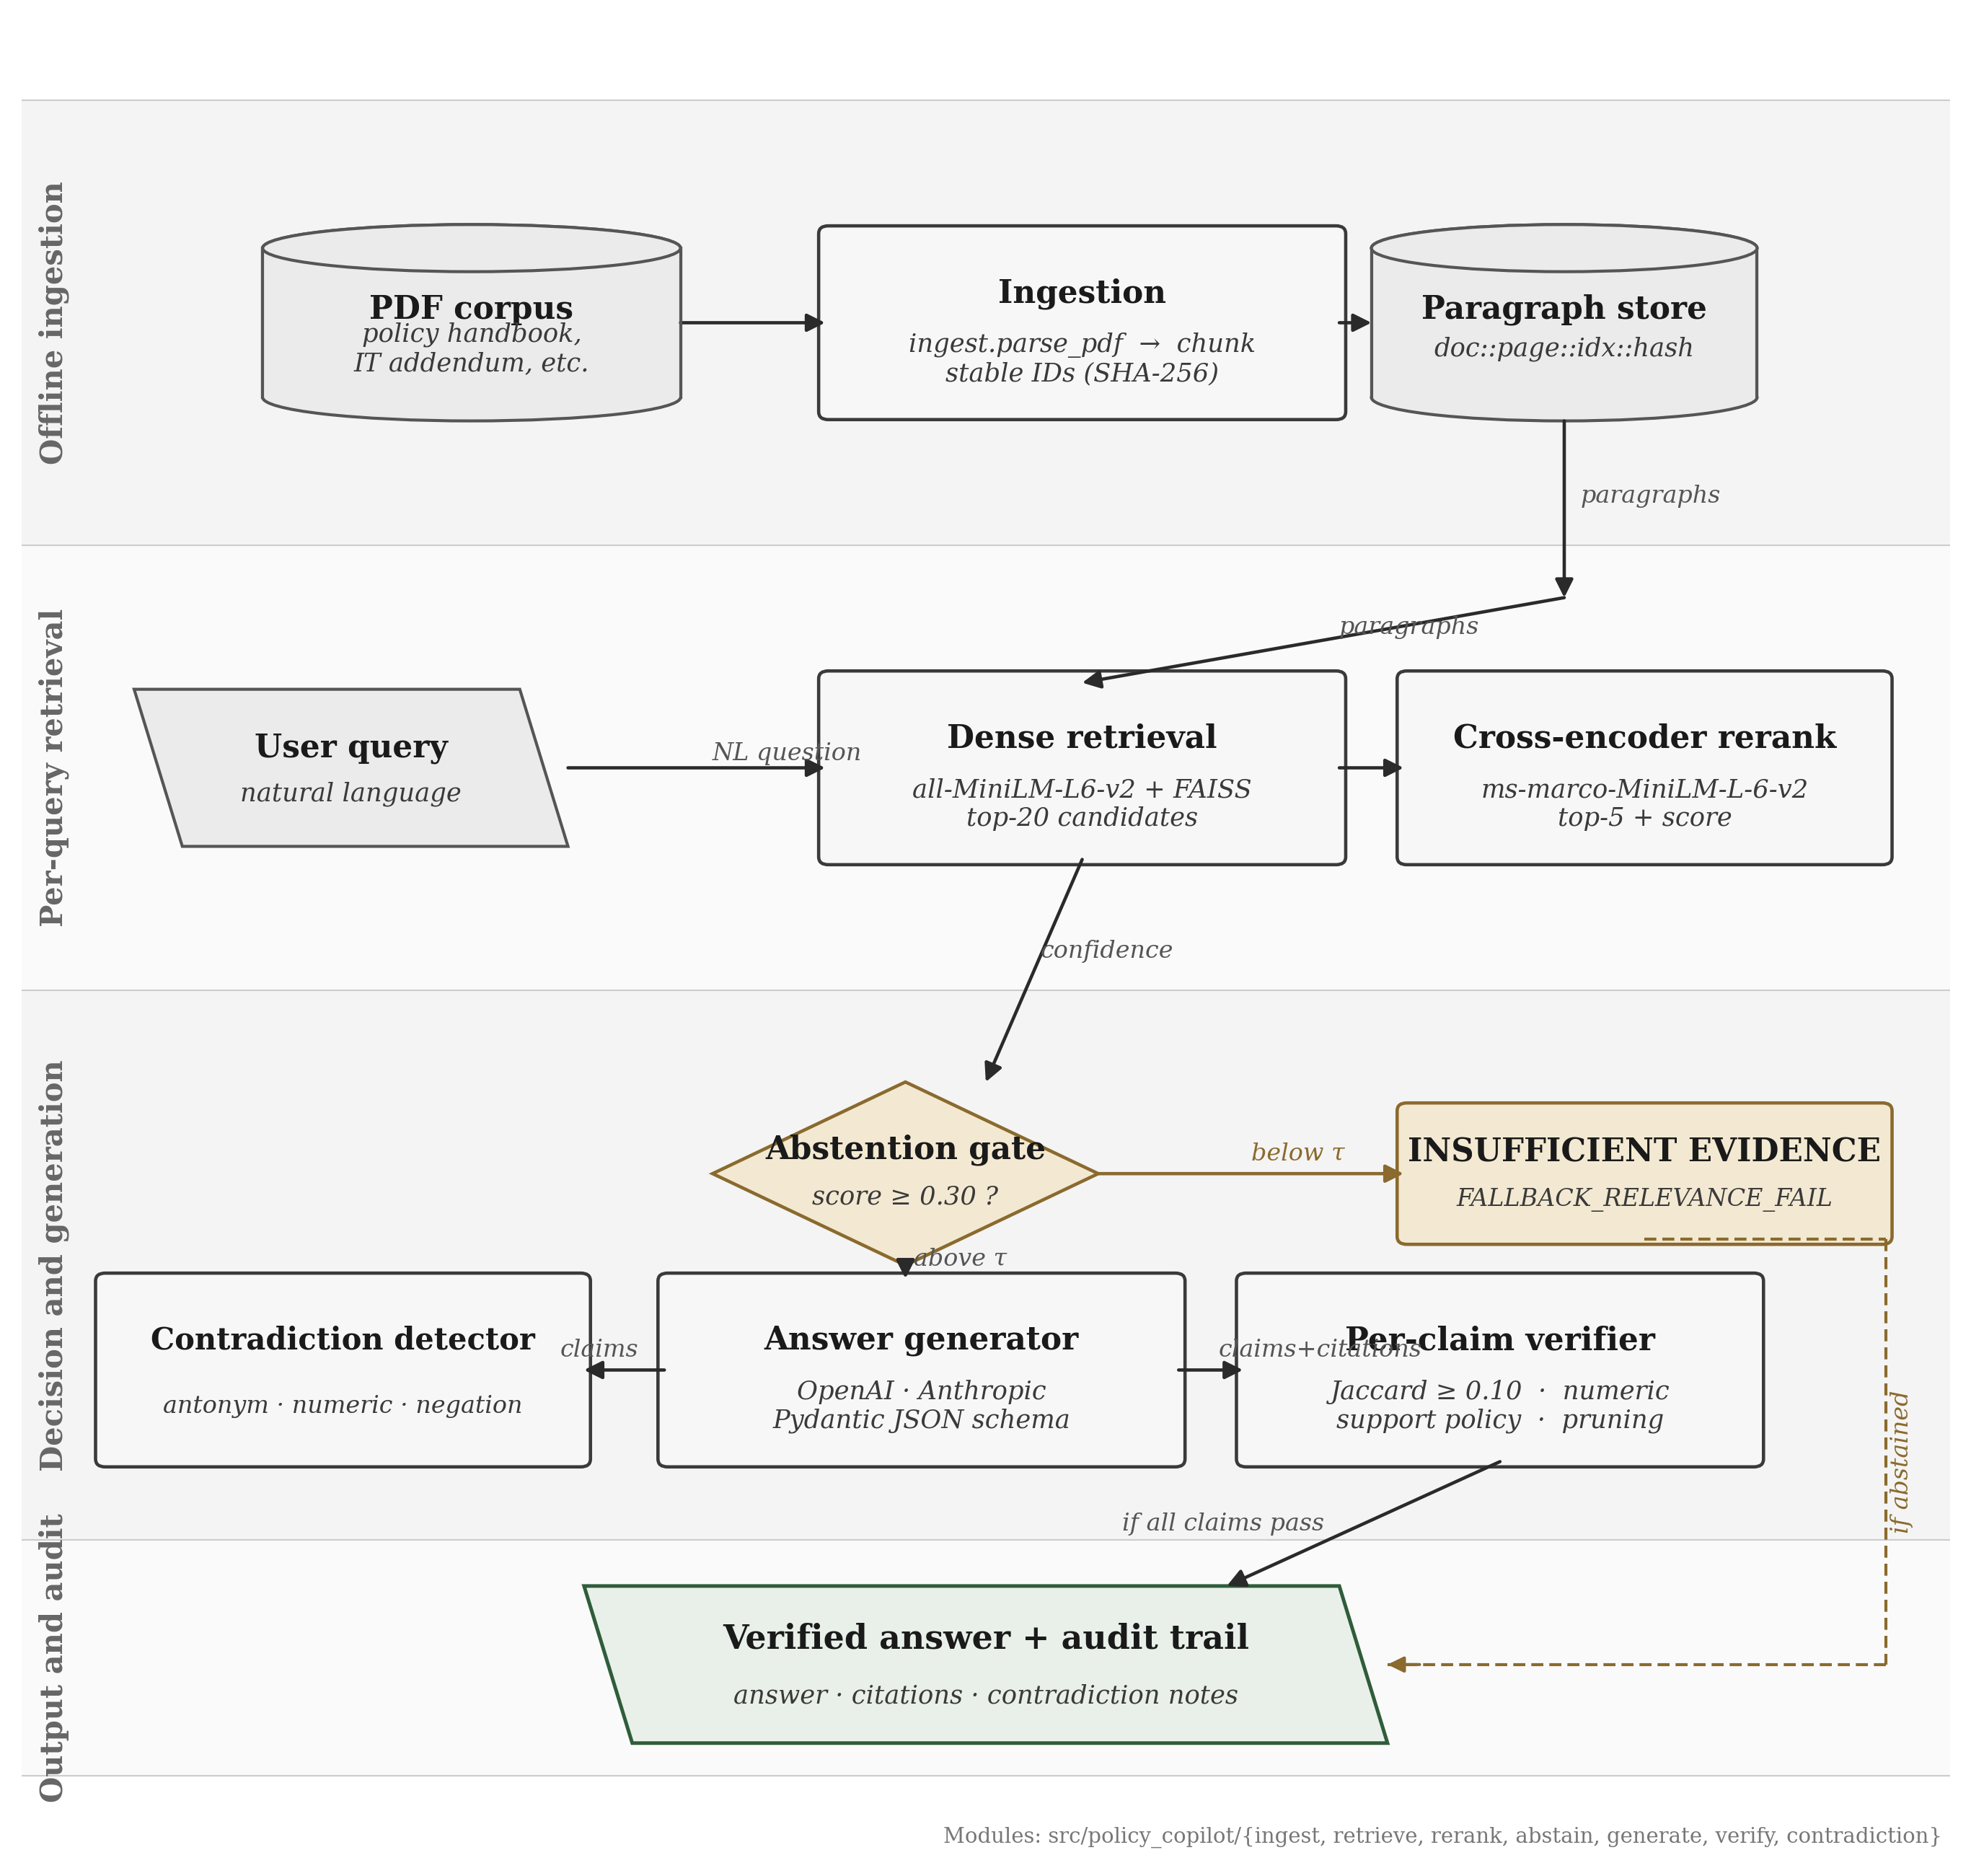 Offline ingestion
PDF corpus
policy handbook,
IT addendum, etc.
Ingestion
ingest.parse_pdf → chunk
stable IDs (SHA-256)
Paragraph store
doc::page::idx::hash
paragraphs
Per-query retrieval
paragraphs
User query
natural language
NL question
Dense retrieval
all-MiniLM-L6-v2 + FAISS
top-20 candidates
Cross-encoder rerank
ms-marco-MiniLM-L-6-v2
top-5 + score
confidence
Decision and generation
Abstention gate
score ≥ 0.30 ?
below τ
INSUFFICIENT EVIDENCE
FALLBACK_RELEVANCE_FAIL
above τ
Contradiction detector
antonym · numeric · negation
claims
Answer generator
OpenAI · Anthropic
Pydantic JSON schema
claims+citations
Per-claim verifier
Jaccard ≥ 0.10 · numeric
support policy · pruning
if abstained
if all claims pass
Output and audit
Verified answer + audit trail
answer · citations · contradiction notes
Modules: src/policy_copilot/{ingest, retrieve, rerank, abstain, generate, verify, contradiction}